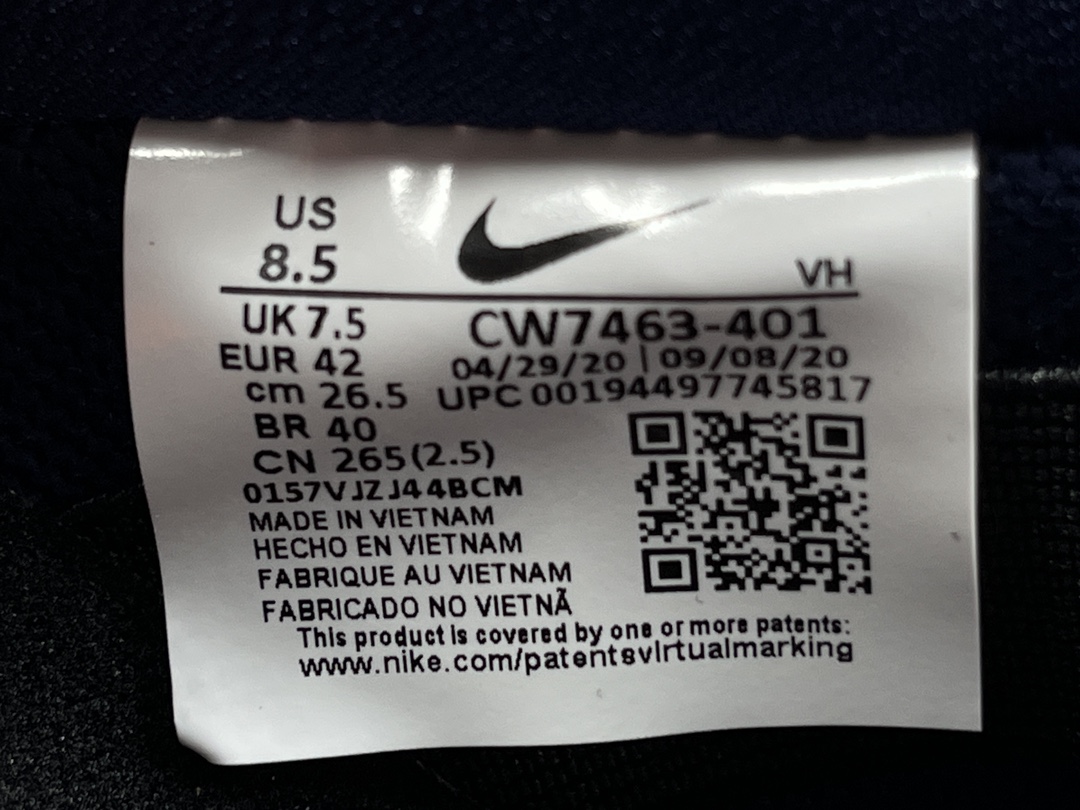 US
8.5
VH
UK 7.5
CW7463-401
EUR 42
04/29/20 | 09/08/20
cm 26.5
UPC 00194497745817
BR 40
CN 265(2.5)
0157VJZJ44BCM
MADE IN VIETNAM
HECHO EN VIETNAM
FABRIQUE AU VIETNAM
FABRICADO NO VIETNÃ
This product is covered by one or more patents:
www.nike.com/patentsvirtualmarking